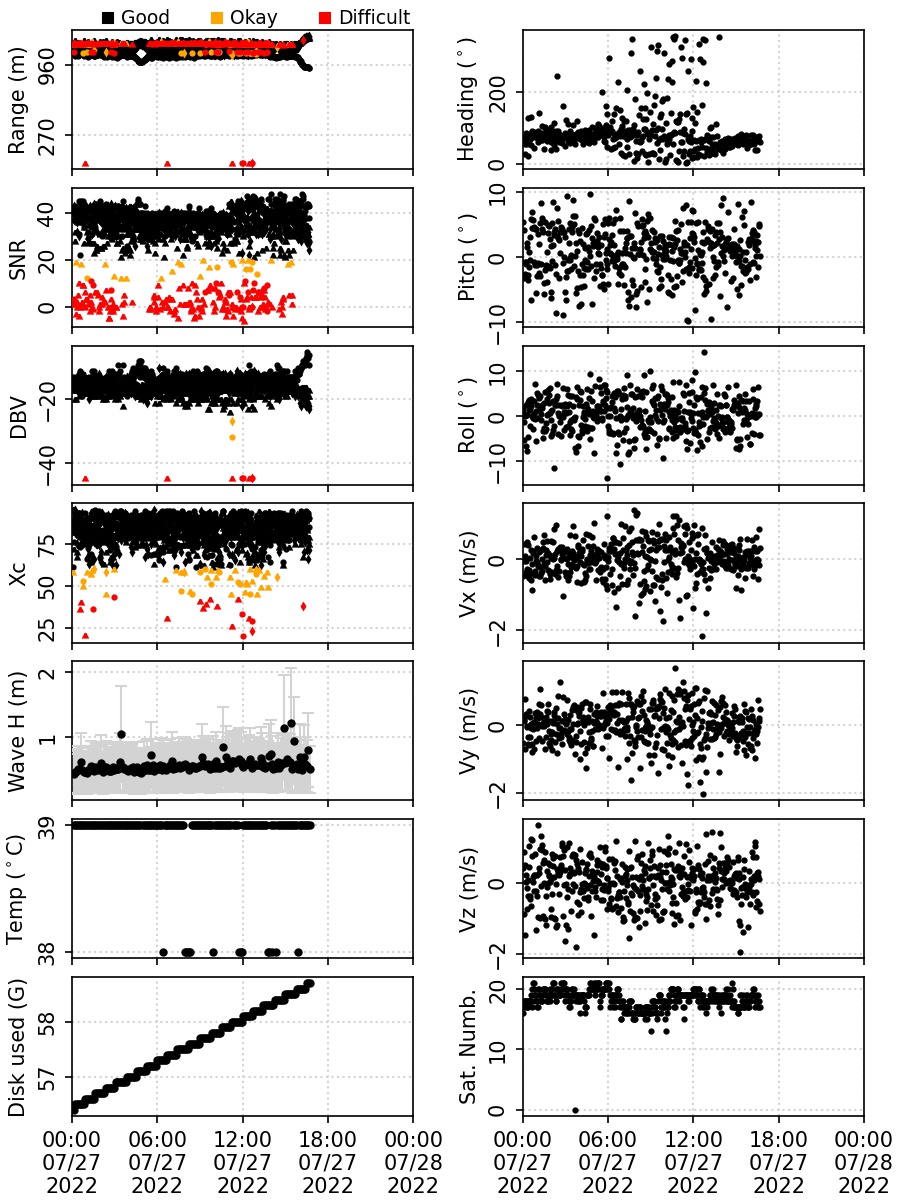 Good Okay Difficult
Range (m)
960
270
SNR
40
20
0
DBV
−20
−40
Xc
75
50
25
Wave H (m)
2
1
Temp (°C)
39
38
Disk used (G)
58
57
00:00 06:00 12:00 18:00 00:00
07/27 07/27 07/27 07/27 07/28
2022 2022 2022 2022 2022
Heading (°)
200
0
Pitch (°)
10
0
−10
Roll (°)
10
0
−10
Vx (m/s)
0
−2
Vy (m/s)
0
−2
Vz (m/s)
0
−2
Sat. Numb.
20
10
0
00:00 06:00 12:00 18:00 00:00
07/27 07/27 07/27 07/27 07/28
2022 2022 2022 2022 2022